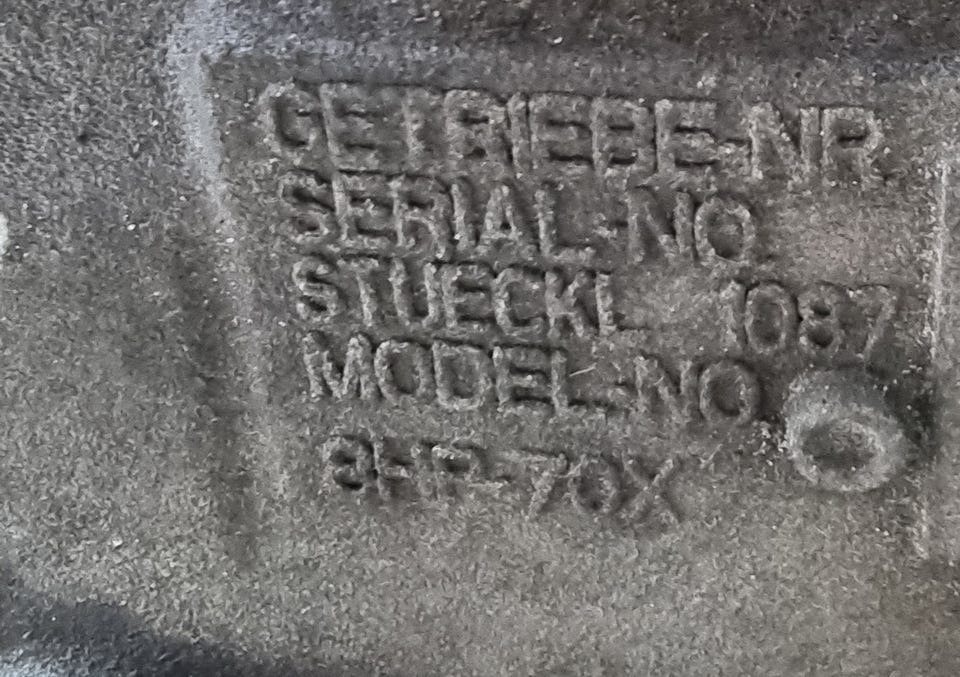 GETRIEBE-NR.
SERIAL-NO
STUECKL 1087
MODEL-NO
8HP-70X